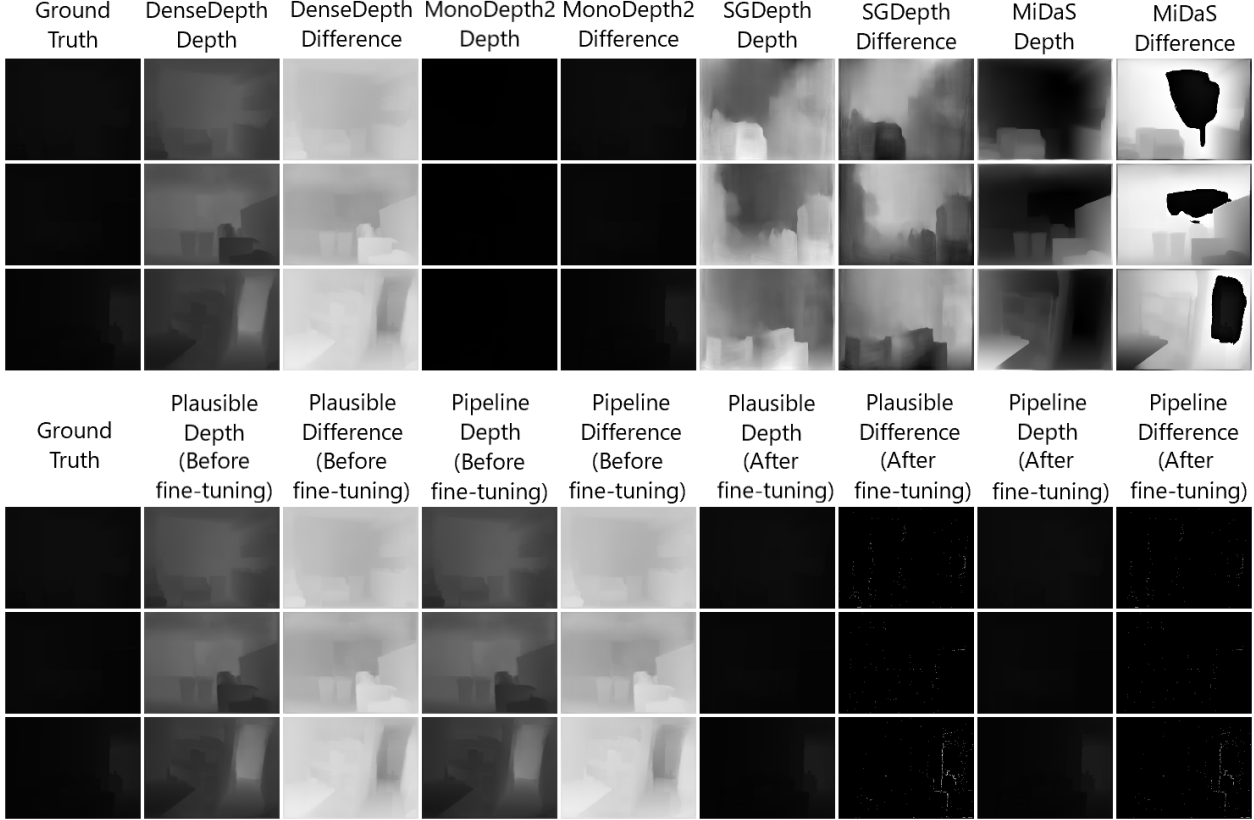 Ground
Truth
DenseDepth
Depth
DenseDepth
Difference
MonoDepth2
Depth
MonoDepth2
Difference
SGDepth
Depth
SGDepth
Difference
MiDaS
Depth
MiDaS
Difference
Ground
Truth
Plausible
Depth
(Before
fine-tuning)
Plausible
Difference
(Before
fine-tuning)
Pipeline
Depth
(Before
fine-tuning)
Pipeline
Difference
(Before
fine-tuning)
Plausible
Depth
(After
fine-tuning)
Plausible
Difference
(After
fine-tuning)
Pipeline
Depth
(After
fine-tuning)
Pipeline
Difference
(After
fine-tuning)